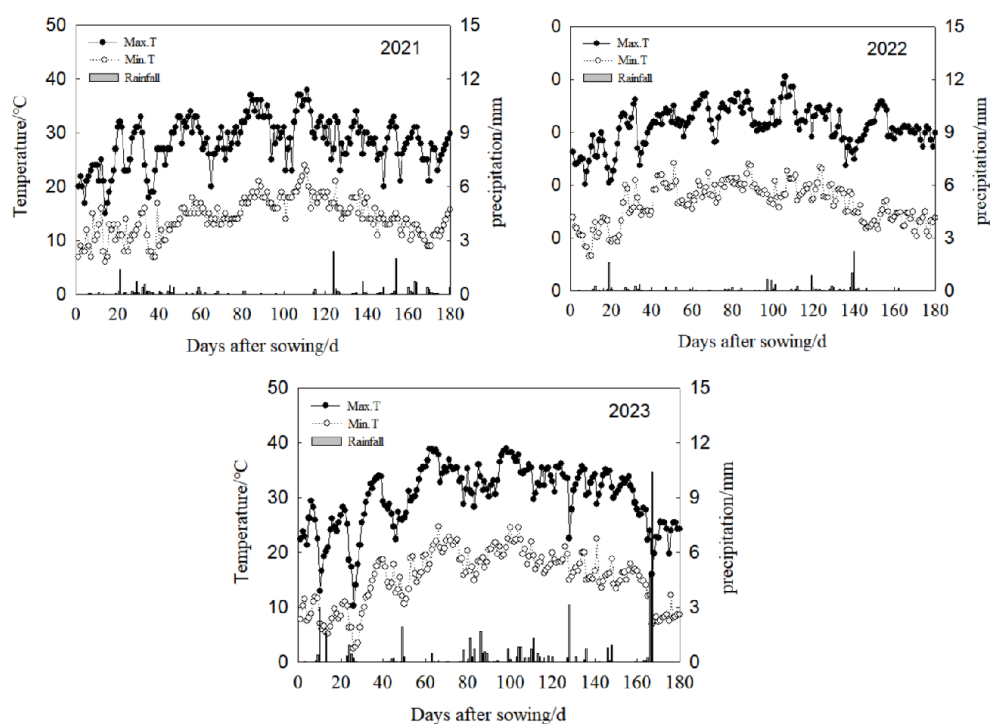 50 15
2021
Max.T
Min.T
Rainfall
40 12
30 9
20 6
10 3
0 0
Temperature/°C
precipitation/mm
0 20 40 60 80 100 120 140 160 180
Days after sowing/d
0 15
2022
Max.T
Min.T
Rainfall
0 12
0 9
0 6
0 3
0 0
precipitation/mm
0 20 40 60 80 100 120 140 160 180
Days after sowing/d
50 15
2023
Max.T
Min.T
Rainfall
40 12
30 9
20 6
10 3
0 0
Temperature/°C
precipitation/mm
0 20 40 60 80 100 120 140 160 180
Days after sowing/d